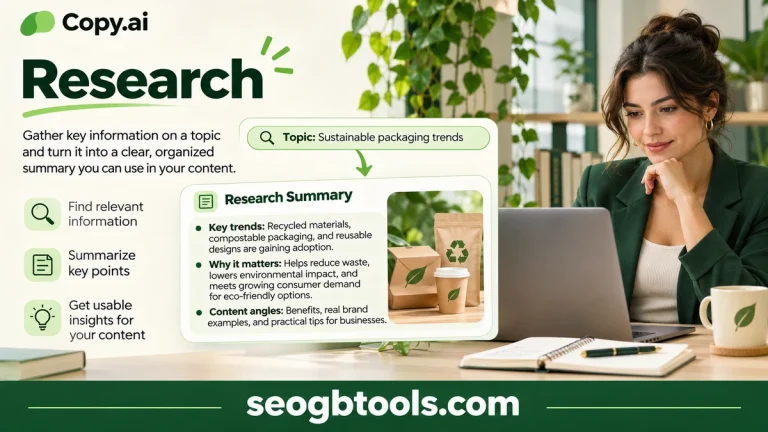 Copy.ai
Research
Gather key information on a topic
and turn it into a clear, organized
summary you can use in your content.
Find relevant
information
Summarize
key points
Get usable
insights for
your content
Topic: Sustainable packaging trends
Research Summary
Key trends: Recycled materials,
compostable packaging, and reusable
designs are gaining adoption.
Why it matters: Helps reduce waste,
lowers environmental impact, and
meets growing consumer demand
for eco-friendly options.
Content angles: Benefits, real brand
examples, and practical tips for businesses.
seogbtools.com